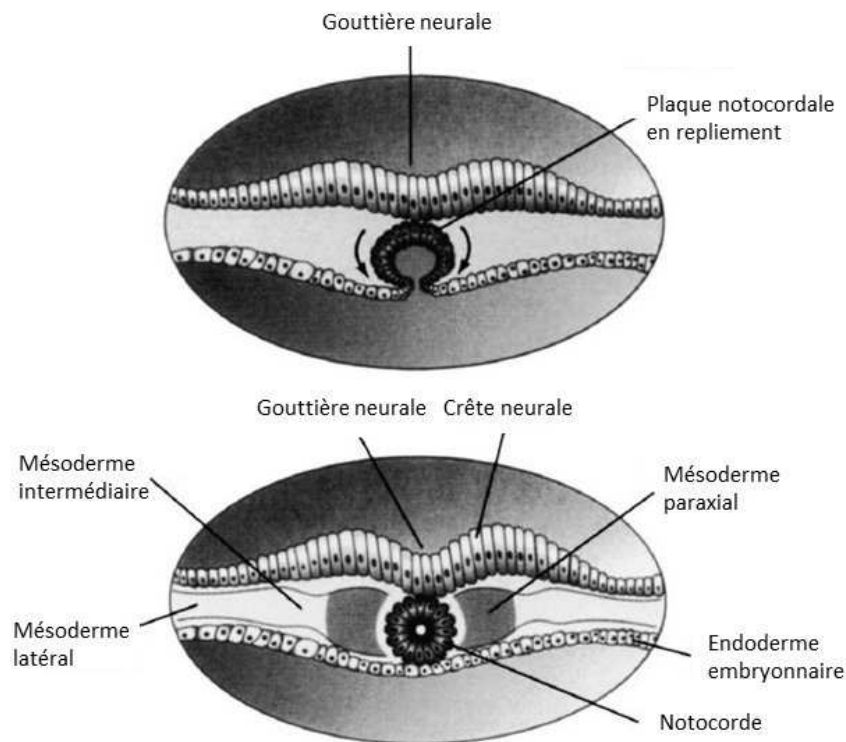 Gouttière neurale
Plaque notocordale
en repliement
Gouttière neurale
Crête neurale
Mésoderme
intermédiaire
Mésoderme
paraxial
Mésoderme
latéral
Endoderme
embryonnaire
Notocorde